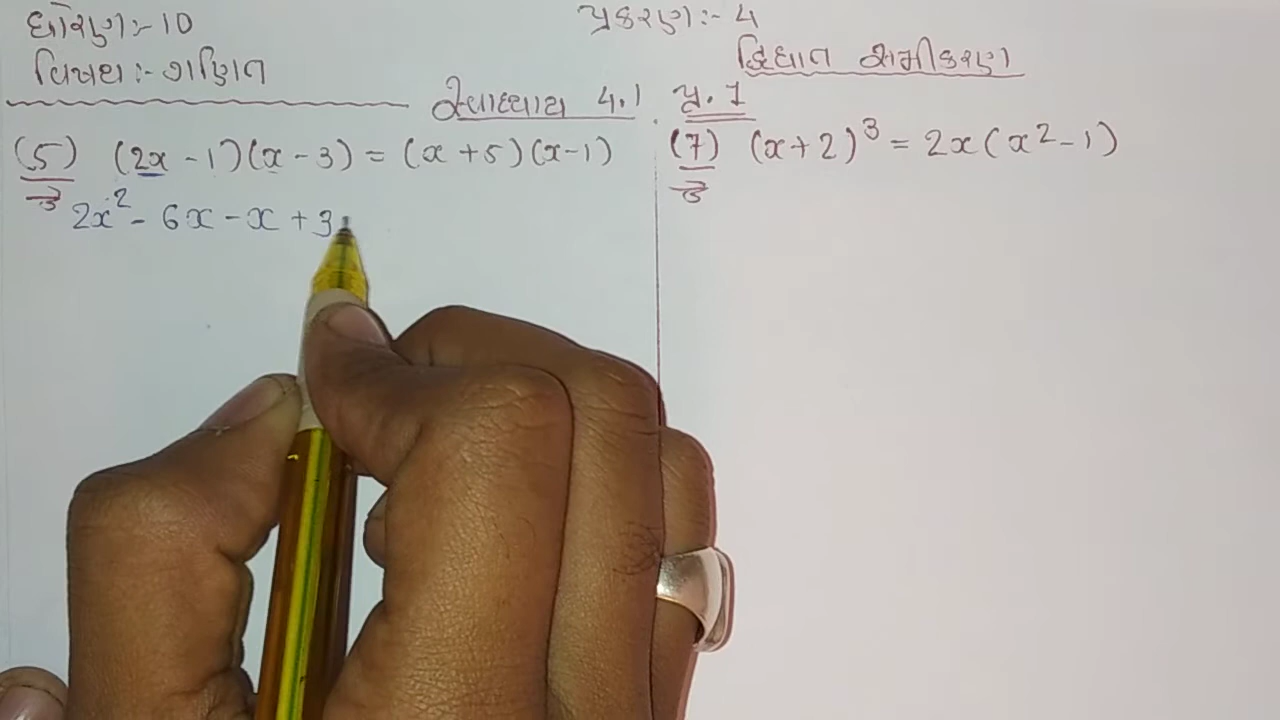 ધોરણ:- 10
પ્રકરણ:- 4
વિષય:- ગણિત
દ્વિઘાત સમીકરણ
સ્વાધ્યાય 4.1 પ્ર. 1
(5) (2x - 1)(x - 3) = (x + 5)(x - 1)
2x² - 6x - x + 3
(7) (x + 2)³ = 2x(x² - 1)